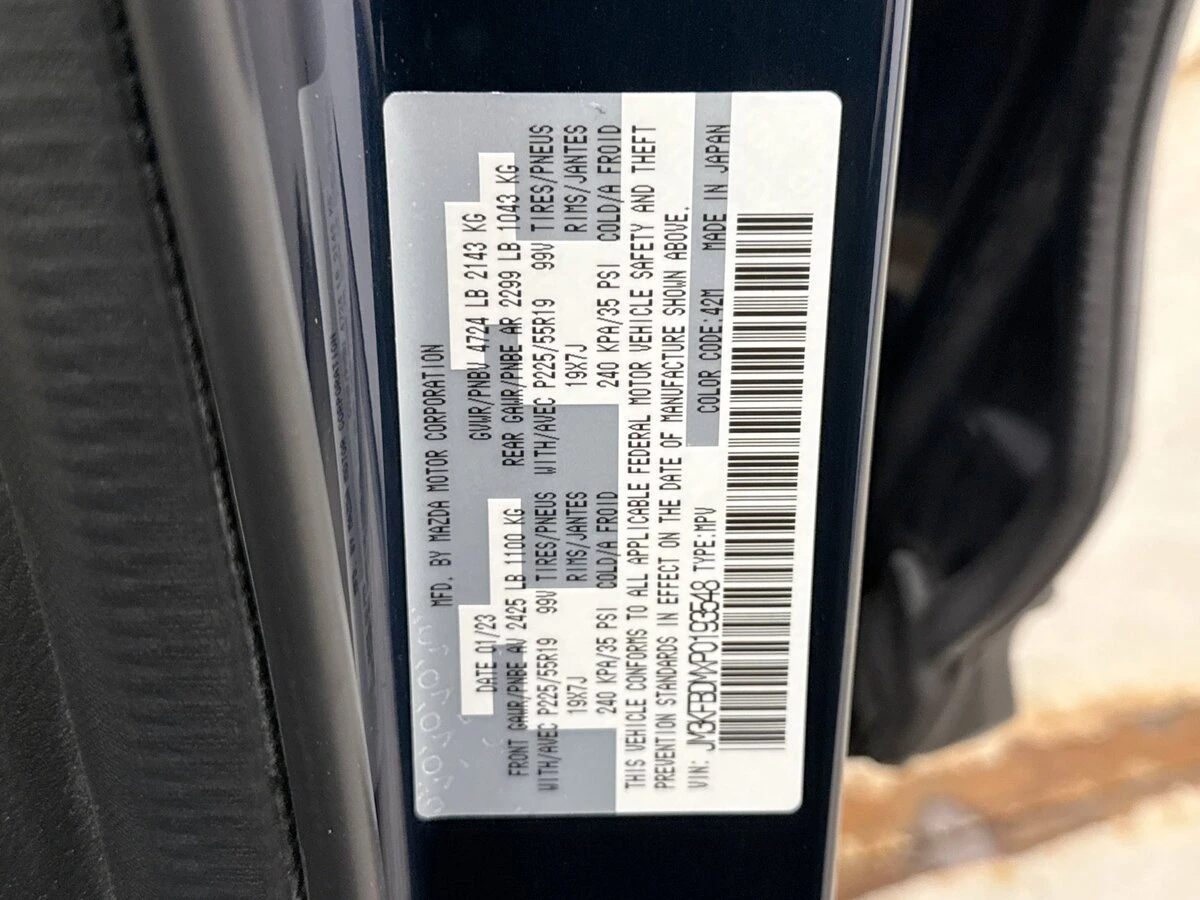 MFD. BY MAZDA MOTOR CORPORATION
DATE 01/23 GVWR/PNBV 4724 LB 2143 KG
FRONT GAWR/PNBE AV 2425 LB 1100 KG REAR GAWR/PNBE AR 2299 LB 1043 KG
WITH/AVEC P225/55R19 99V TIRES/PNEUS WITH/AVEC P225/55R19 99V TIRES/PNEUS
19X7J RIMS/JANTES 19X7J RIMS/JANTES
240 KPA/35 PSI COLD/A FROID 240 KPA/35 PSI COLD/A FROID
THIS VEHICLE CONFORMS TO ALL APPLICABLE FEDERAL MOTOR VEHICLE SAFETY AND THEFT
PREVENTION STANDARDS IN EFFECT ON THE DATE OF MANUFACTURE SHOWN ABOVE.
VIN: JM3KFBDMXP0193548 TYPE:MPV COLOR CODE:42M MADE IN JAPAN